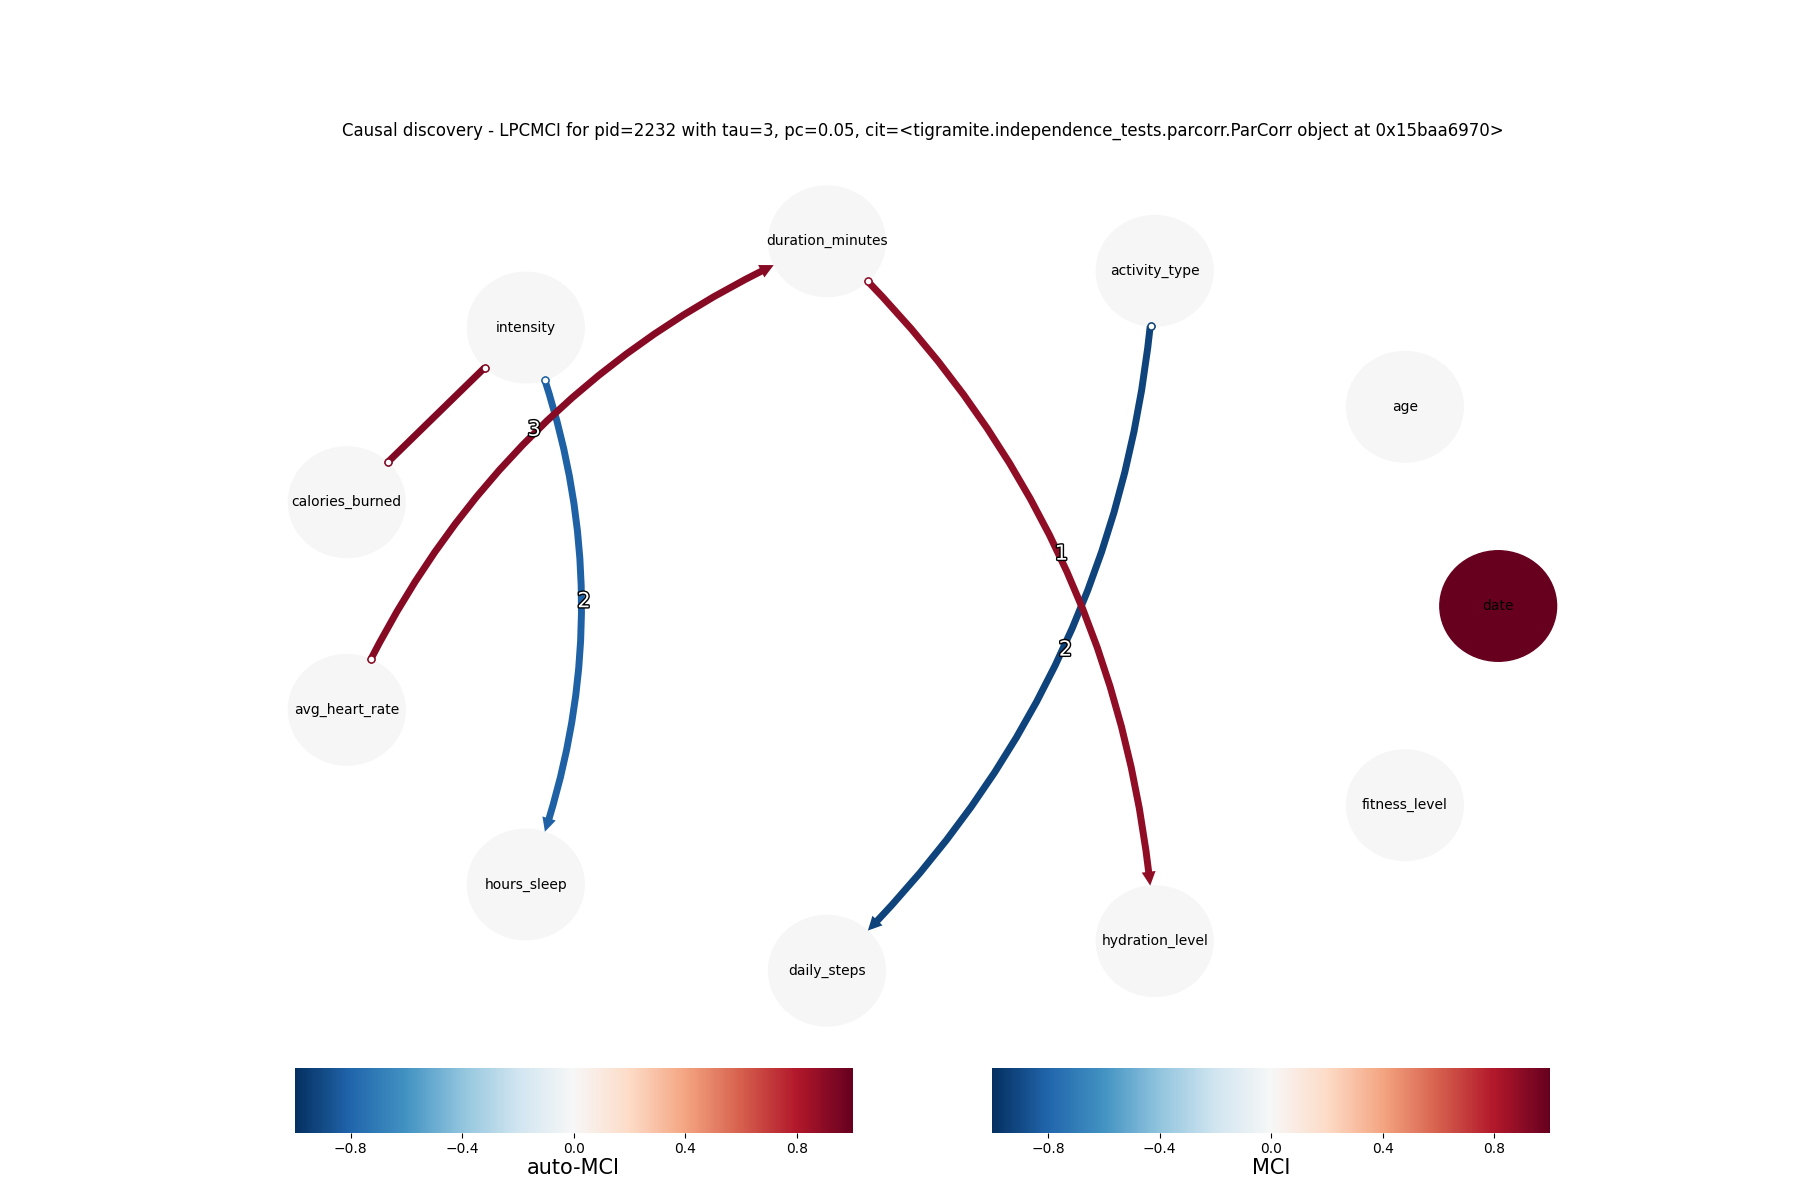 Causal discovery - LPCMCI for pid=2232 with tau=3, pc=0.05, cit=<tigramite.independence_tests.parcorr.ParCorr object at 0x15baa6970>
duration_minutes
activity_type
intensity
age
3
calories_burned
1
2
date
2
avg_heart_rate
fitness_level
hours_sleep
hydration_level
daily_steps
−0.8 −0.4 0.0 0.4 0.8
auto-MCI
−0.8 −0.4 0.0 0.4 0.8
MCI